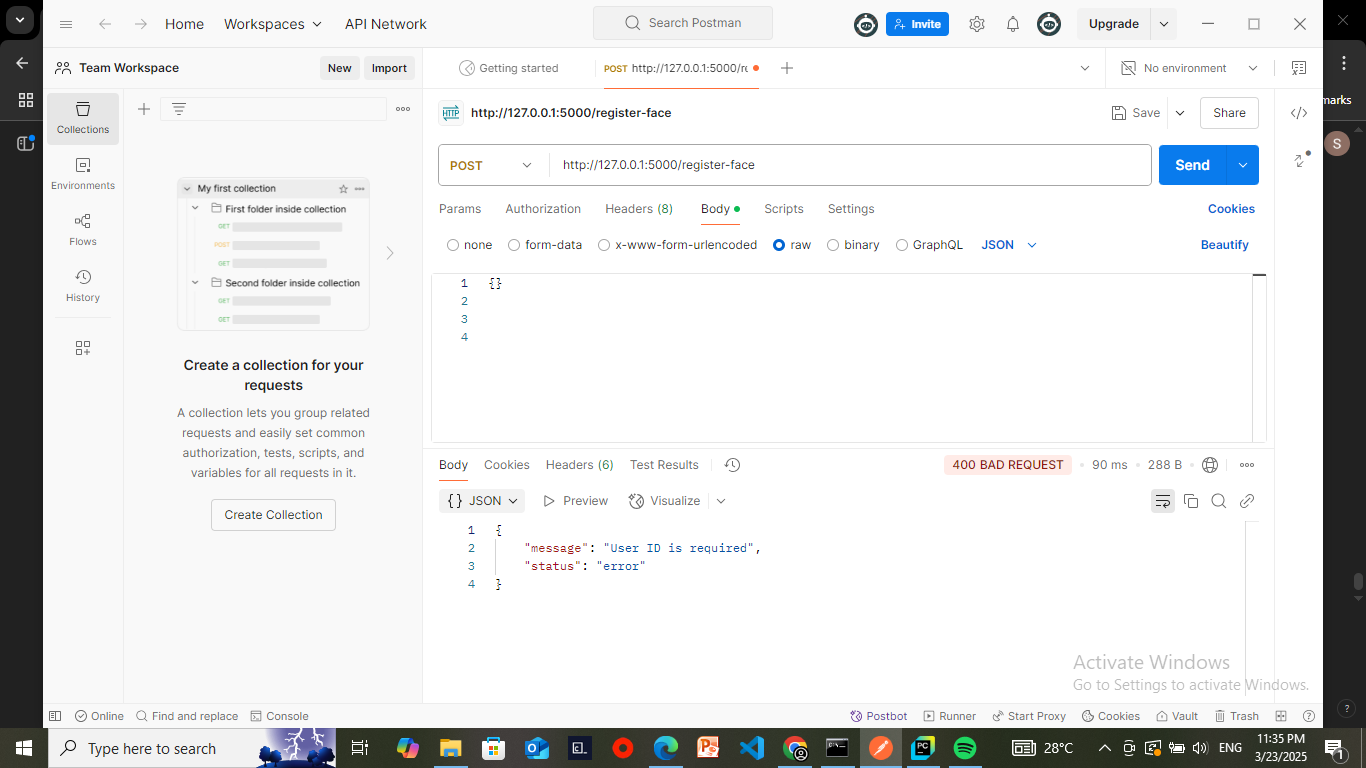 Home Workspaces API Network Search Postman Invite Upgrade
Team Workspace New Import Getting started POST http://127.0.0.1:5000/re No environment
marks
Collections
Environments
Flows
History
My first collection
First folder inside collection
GET
POST
GET
Second folder inside collection
GET
GET
Create a collection for your
requests
A collection lets you group related
requests and easily set common
authorization, tests, scripts, and
variables for all requests in it.
Create Collection
HTTP http://127.0.0.1:5000/register-face Save Share
S
POST http://127.0.0.1:5000/register-face Send
Params Authorization Headers (8) Body Scripts Settings Cookies
none form-data x-www-form-urlencoded raw binary GraphQL JSON Beautify
1 {}
2
3
4
Body Cookies Headers (6) Test Results 400 BAD REQUEST 90 ms 288 B
{} JSON Preview Visualize
1 {
2 "message": "User ID is required",
3 "status": "error"
4 }
Activate Windows
Go to Settings to activate Windows.
Online Find and replace Console Postbot Runner Start Proxy Cookies Vault Trash
Type here to search 28°C ENG 11:35 PM
3/23/2025 1